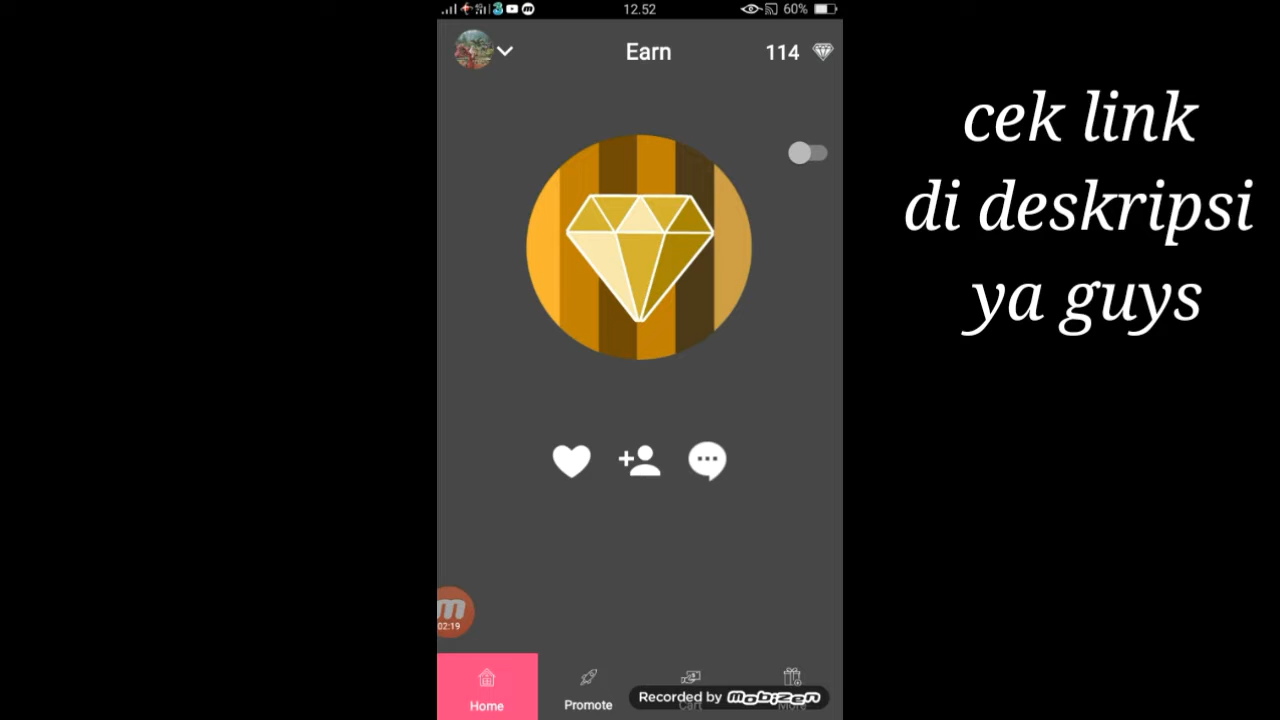 12.52
60%
Earn
114
cek link
di deskripsi
ya guys
02:19
Home
Promote
Recorded by mobizen